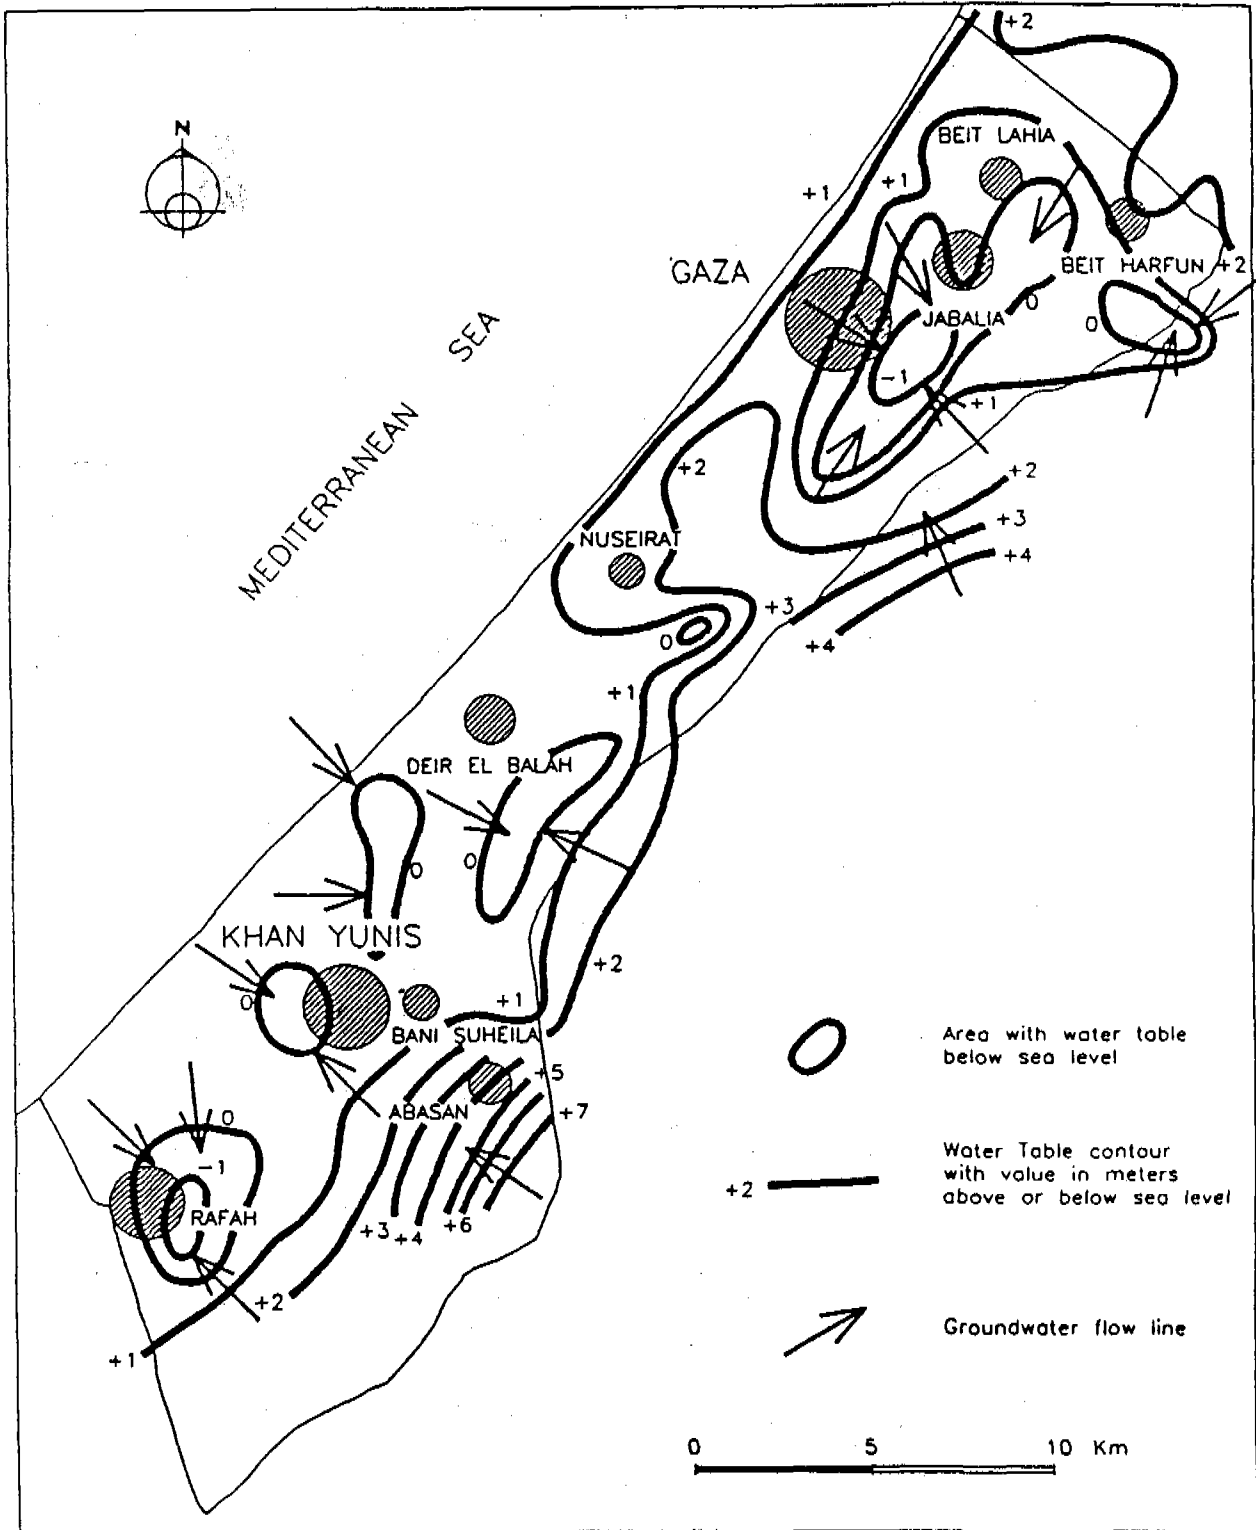 +2
N
BEIT LAHIA
+1
+1
GAZA
BEIT HARFUN
+2
MEDITERRANEAN SEA
0
0
JABALIA
-1
+1
+2
+2
+3
NUSEIRAT
+4
+3
0
+4
+1
DEIR EL BALAH
0
0
KHAN YUNIS
+2
0
+1
BANI SUHEILA
+5
ABASAN
+7
0
-1
RAFAH
+3
+4
+6
+2
+1
Area with water table
below sea level
Water Table contour
with value in meters
above or below sea level
+2
Groundwater flow line
0 5 10 Km